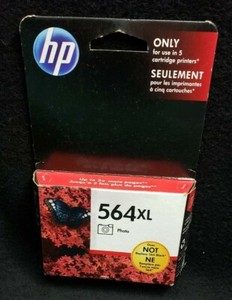 hp
ONLY
for use in 5
cartridge printers*
SEULEMENT
pour les imprimantes
à cinq cartouches*
564XL
Photo
NOT
NE